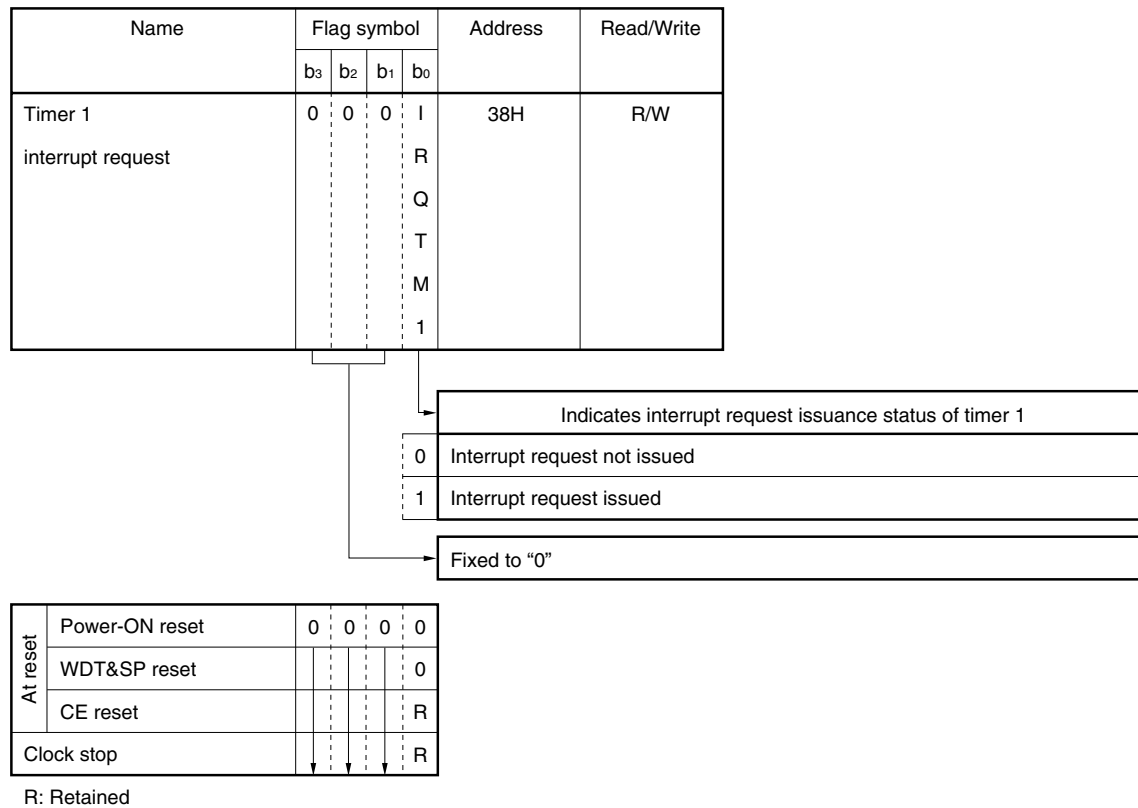 Name Flag symbol Address Read/Write
b3 b2 b1 b0
Timer 1 0 0 0 I 38H R/W
interrupt request R
Q
T
M
1
Indicates interrupt request issuance status of timer 1
0 Interrupt request not issued
1 Interrupt request issued
Fixed to “0”
At reset
Power-ON reset 0 0 0 0
WDT&SP reset 0
CE reset R
Clock stop R
R: Retained